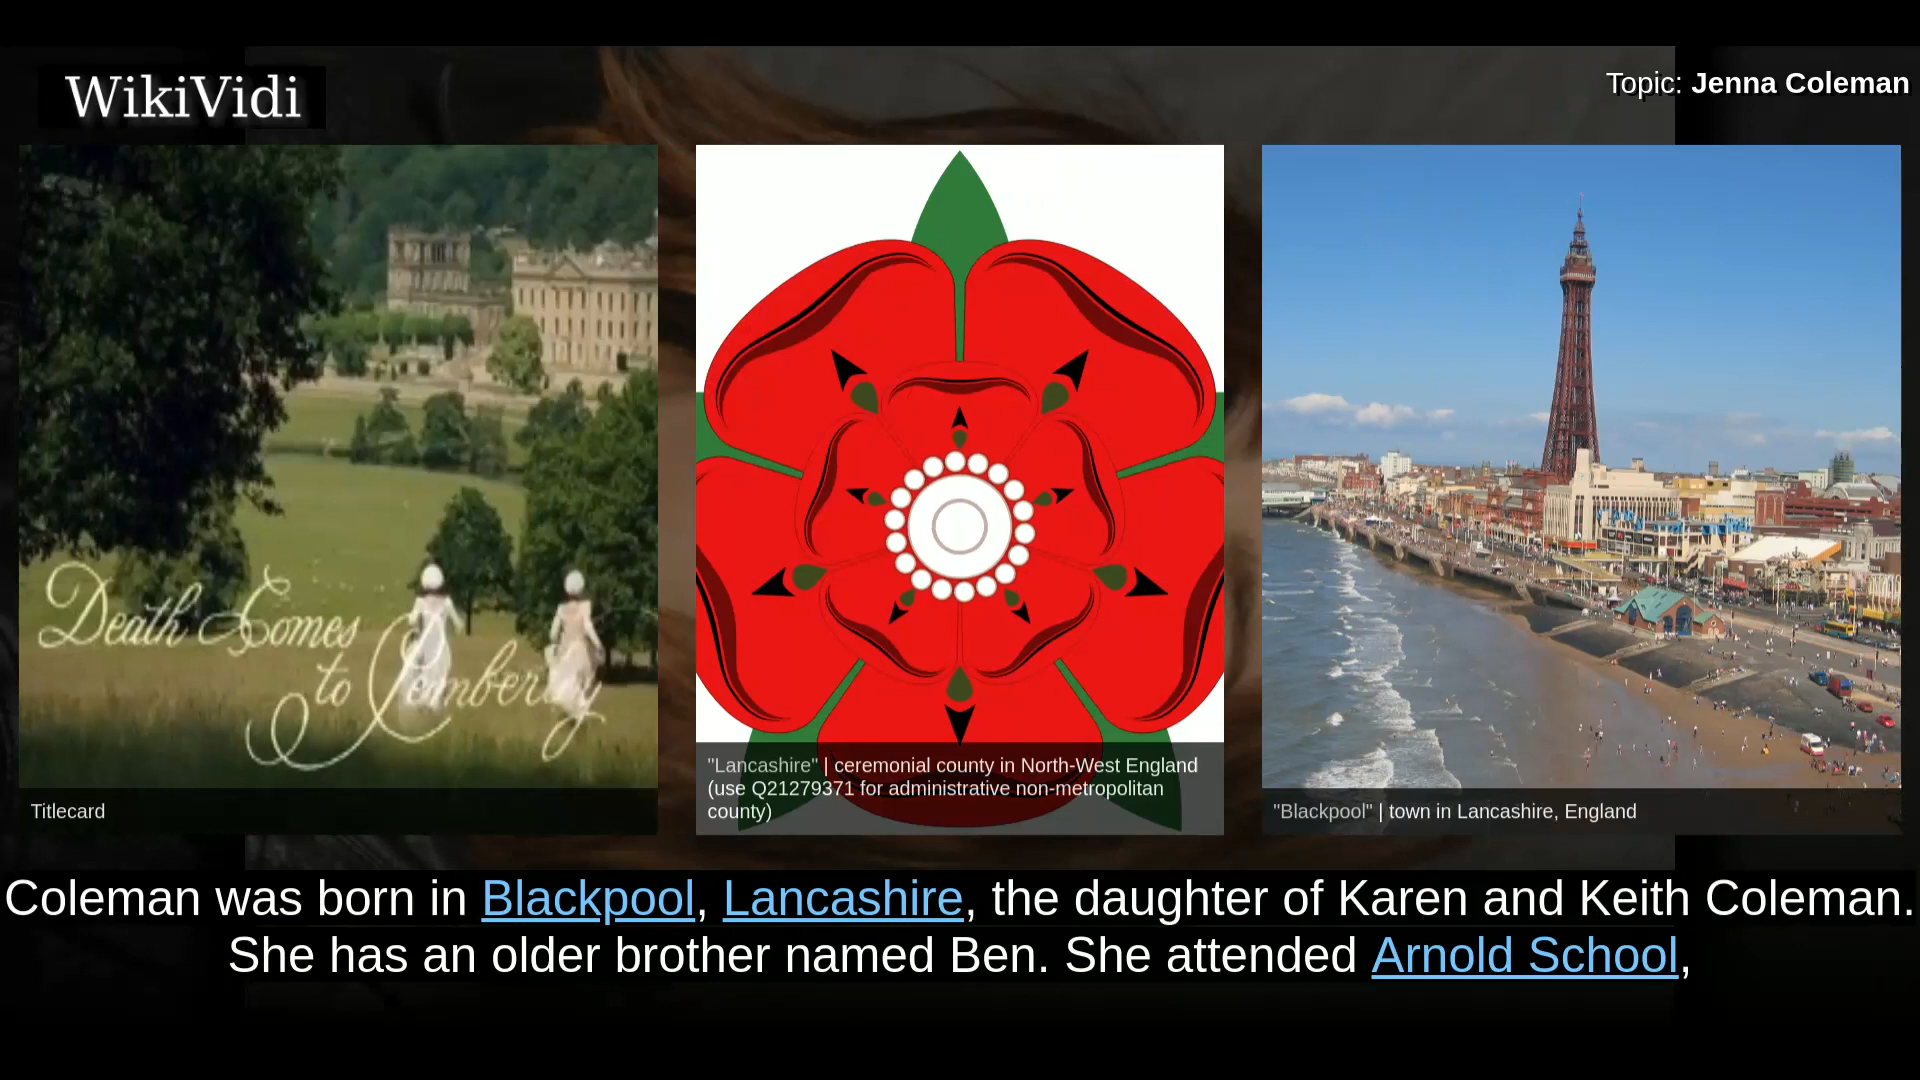 WikiVidi
Topic: Jenna Coleman
Death Comes
to Pemberley
Titlecard
"Lancashire" | ceremonial county in North-West England
(use Q21279371 for administrative non-metropolitan
county)
"Blackpool" | town in Lancashire, England
Coleman was born in Blackpool, Lancashire, the daughter of Karen and Keith Coleman.
She has an older brother named Ben. She attended Arnold School,